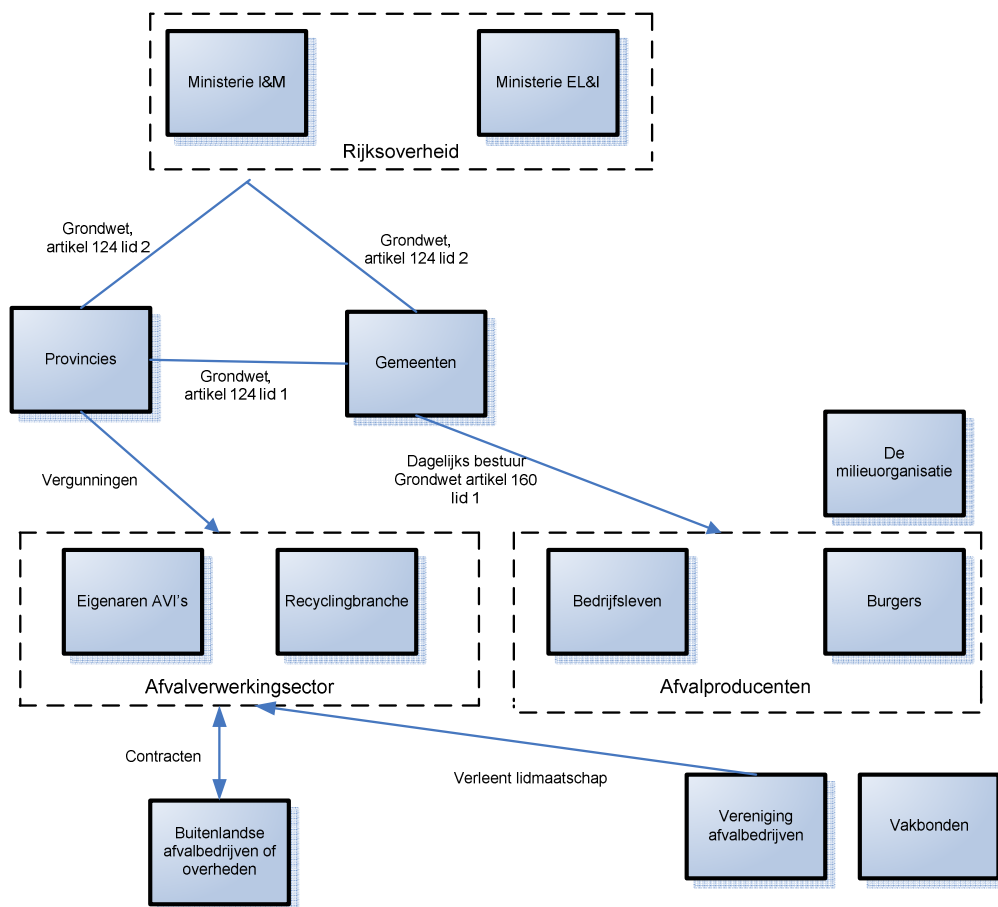 Ministerie I&M
Ministerie EL&I
Rijksoverheid
Grondwet,
artikel 124 lid 2
Grondwet,
artikel 124 lid 2
Provincies
Gemeenten
Grondwet,
artikel 124 lid 1
Vergunningen
Dagelijks bestuur
Grondwet artikel 160
lid 1
De
milieuorganisatie
Eigenaren AVI's
Recyclingbranche
Bedrijfsleven
Burgers
Afvalverwerkingsector
Afvalproducenten
Contracten
Verleent lidmaatschap
Buitenlandse
afvalbedrijven of
overheden
Vereniging
afvalbedrijven
Vakbonden